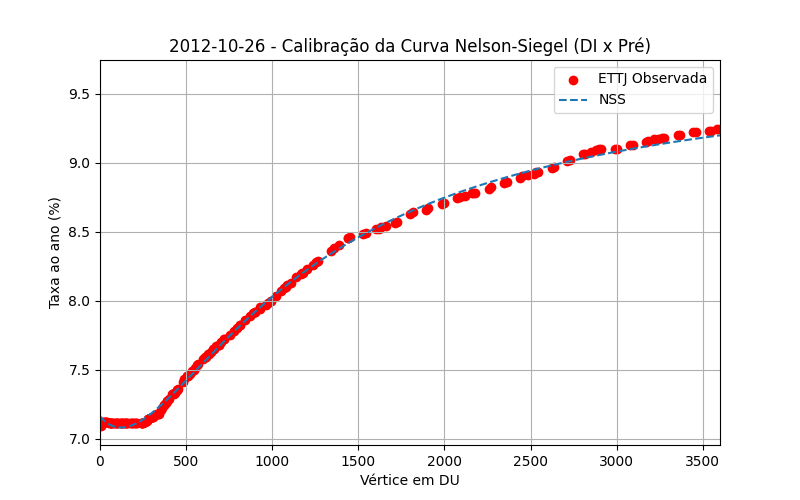 2012-10-26 - Calibração da Curva Nelson-Siegel (DI x Pré)
ETTJ Observada
NSS
Taxa ao ano (%)
9.5
9.0
8.5
8.0
7.5
7.0
0 500 1000 1500 2000 2500 3000 3500
Vértice em DU